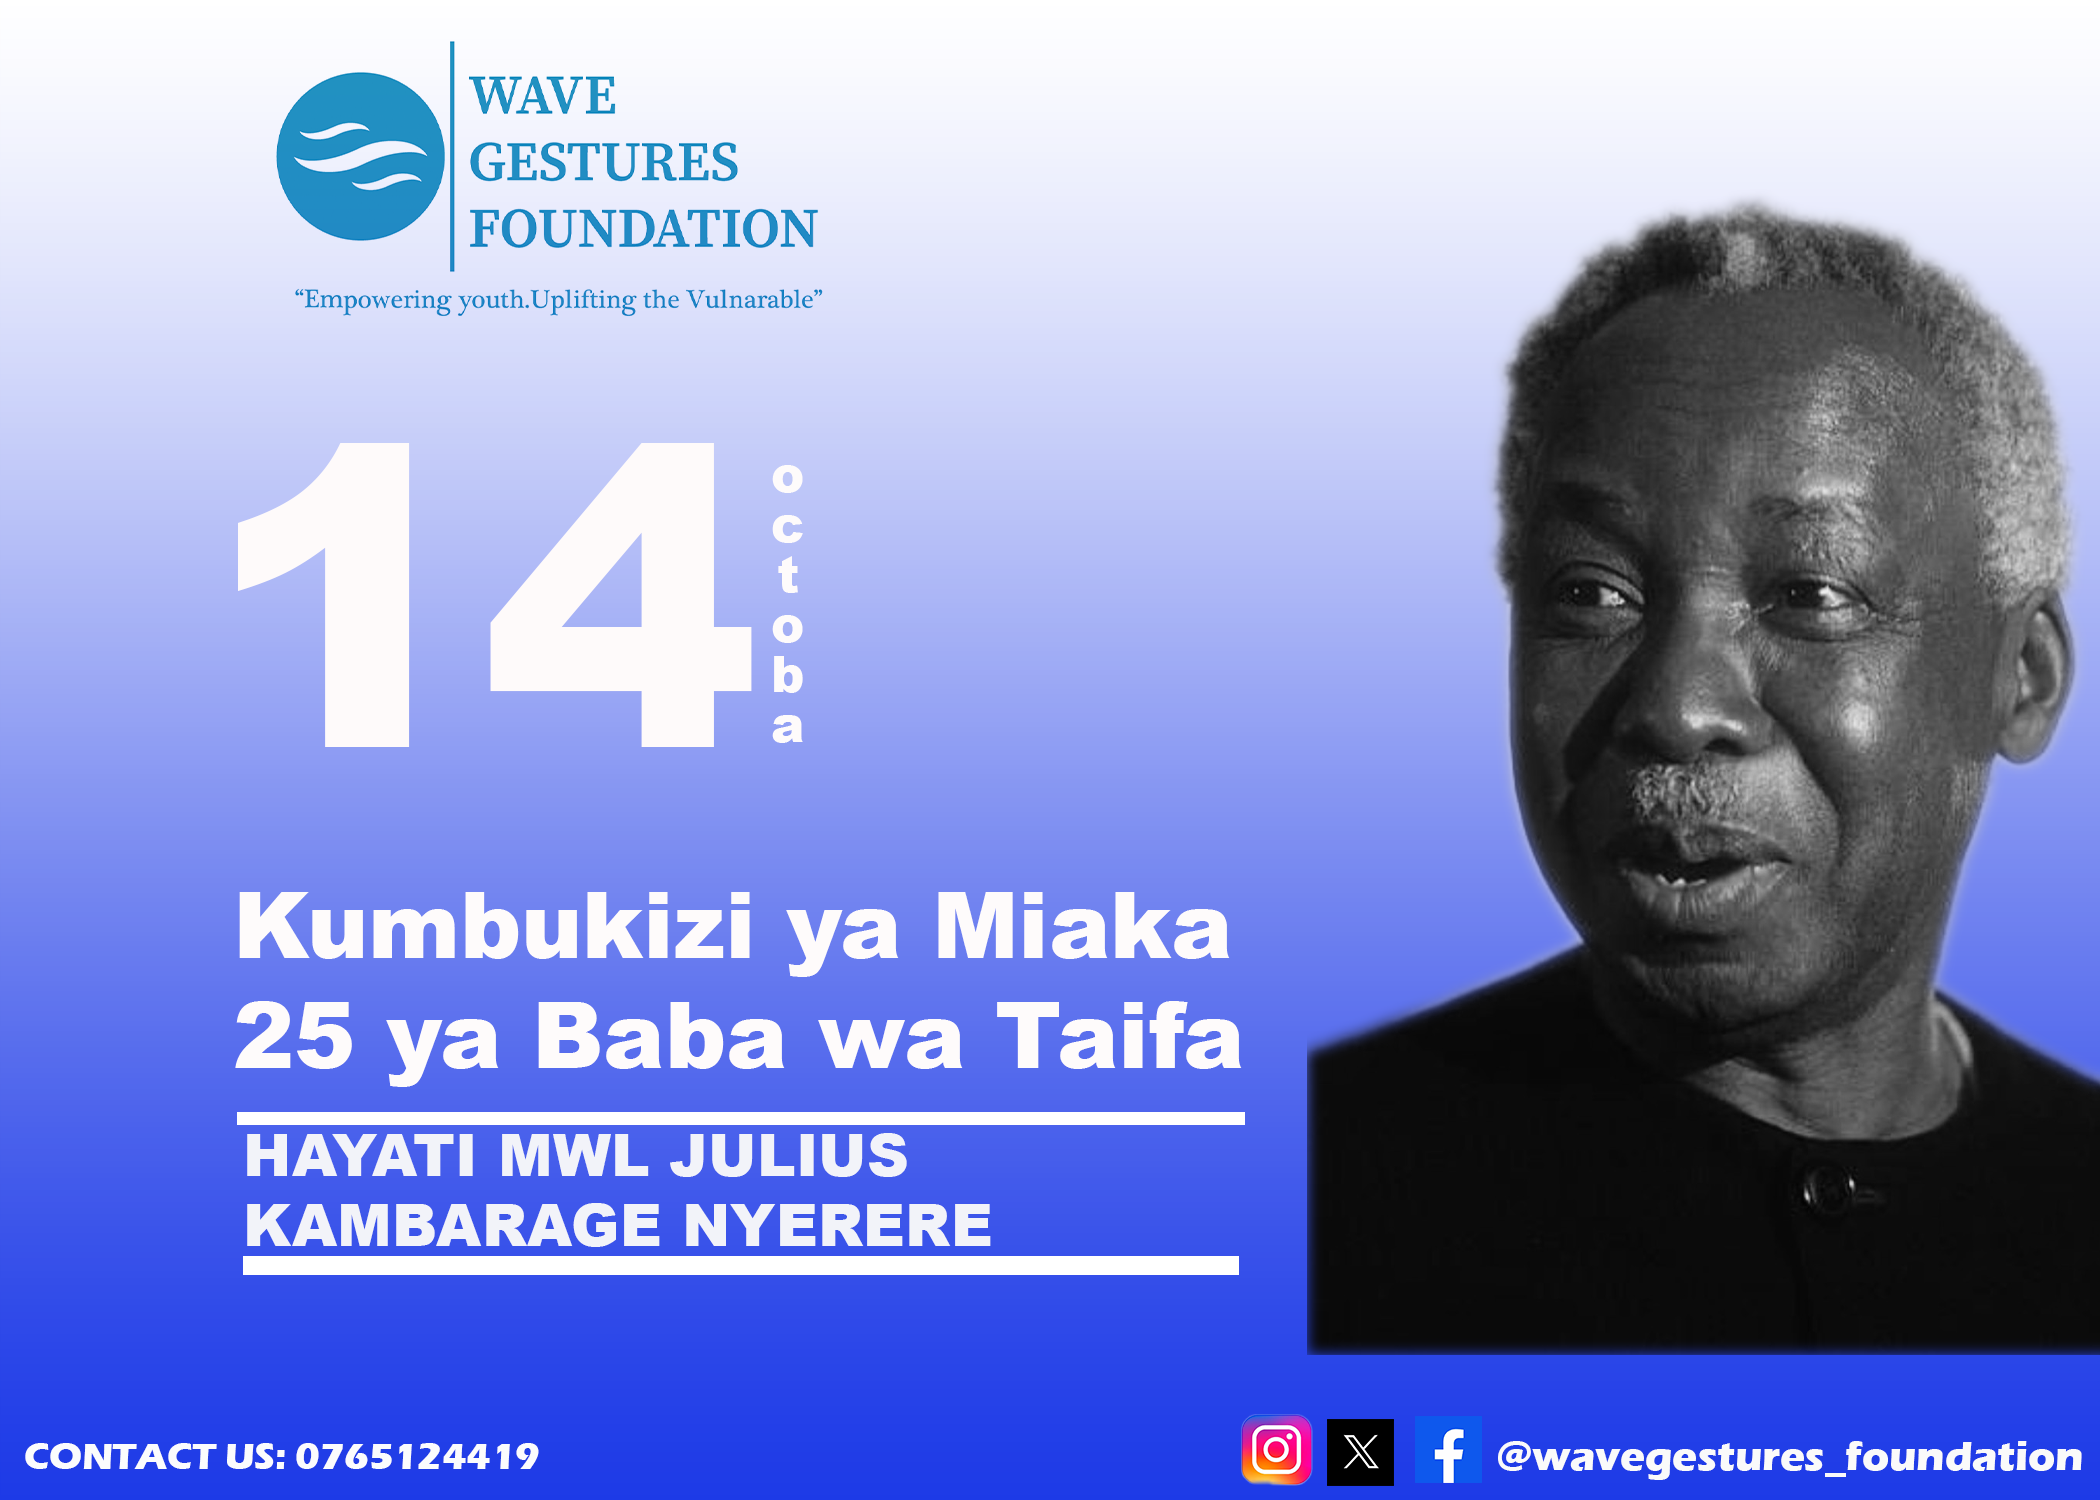 WAVE
GESTURES
FOUNDATION
“Empowering youth.Uplifting the Vulnarable”
14
octoba
Kumbukizi ya Miaka
25 ya Baba wa Taifa
HAYATI MWL JULIUS
KAMBARAGE NYERERE
CONTACT US: 0765124419
@wavegestures_foundation